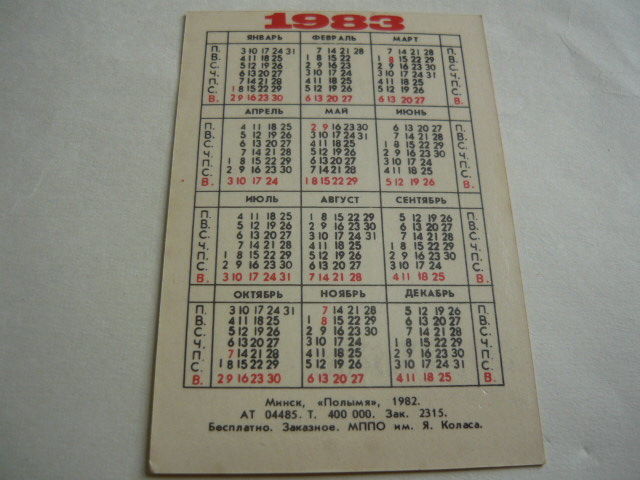 1983
ЯНВАРЬ ФЕВРАЛЬ МАРТ
П. 3 10 17 24 31 7 14 21 28 7 14 21 28 П.
В. 4 11 18 25 1 8 15 22 1 8 15 22 29 В.
С. 5 12 19 26 2 9 16 23 2 9 16 23 30 С.
Ч. 6 13 20 27 3 10 17 24 3 10 17 24 31 Ч.
П. 7 14 21 28 4 11 18 25 4 11 18 25 П.
С. 1 8 15 22 29 5 12 19 26 5 12 19 26 С.
В. 2 9 16 23 30 6 13 20 27 6 13 20 27 В.
АПРЕЛЬ МАЙ ИЮНЬ
П. 4 11 18 25 2 9 16 23 30 6 13 20 27 П.
В. 5 12 19 26 3 10 17 24 31 7 14 21 28 В.
С. 6 13 20 27 4 11 18 25 1 8 15 22 29 С.
Ч. 7 14 21 28 5 12 19 26 2 9 16 23 30 Ч.
П. 1 8 15 22 29 6 13 20 27 3 10 17 24 П.
С. 2 9 16 23 30 7 14 21 28 4 11 18 25 С.
В. 3 10 17 24 1 8 15 22 29 5 12 19 26 В.
ИЮЛЬ АВГУСТ СЕНТЯБРЬ
П. 4 11 18 25 1 8 15 22 29 5 12 19 26 П.
В. 5 12 19 26 2 9 16 23 30 6 13 20 27 В.
С. 6 13 20 27 3 10 17 24 31 7 14 21 28 С.
Ч. 7 14 21 28 4 11 18 25 1 8 15 22 29 Ч.
П. 1 8 15 22 29 5 12 19 26 2 9 16 23 30 П.
С. 2 9 16 23 30 6 13 20 27 3 10 17 24 С.
В. 3 10 17 24 31 7 14 21 28 4 11 18 25 В.
ОКТЯБРЬ НОЯБРЬ ДЕКАБРЬ
П. 3 10 17 24 31 7 14 21 28 5 12 19 26 П.
В. 4 11 18 25 1 8 15 22 29 6 13 20 27 В.
С. 5 12 19 26 2 9 16 23 30 7 14 21 28 С.
Ч. 6 13 20 27 3 10 17 24 1 8 15 22 29 Ч.
П. 7 14 21 28 4 11 18 25 2 9 16 23 30 П.
С. 1 8 15 22 29 5 12 19 26 3 10 17 24 31 С.
В. 2 9 16 23 30 6 13 20 27 4 11 18 25 В.
Минск, «Полымя», 1982.
АТ 04485. Т. 400 000. Зак. 2315.
Бесплатно. Заказное. МППО им. Я. Коласа.